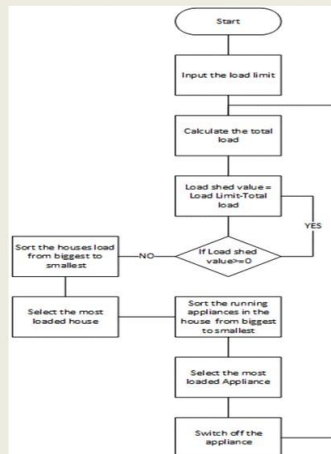 Start
Input the load limit
Calculate the total
load
Load shed value =
Load Limit-Total
load
YES
If Load shed
value>=0
NO
Sort the houses load
from biggest to
smallest
Select the most
loaded house
Sort the running
appliances in the
house from biggest
to smallest
Select the most
loaded Appliance
Switch off the
appliance